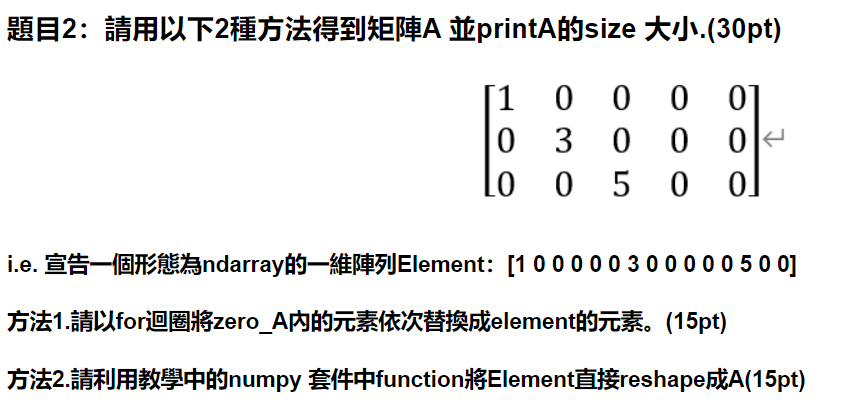 題目2：請用以下2種方法得到矩陣A 並printA的size 大小.(30pt)
1 0 0 0 0
0 3 0 0 0
0 0 5 0 0
i.e. 宣告一個形態為ndarray的一維陣列Element：[1 0 0 0 0 0 3 0 0 0 0 0 5 0 0]
方法1.請以for迴圈將zero_A內的元素依次替換成element的元素。(15pt)
方法2.請利用教學中的numpy 套件中function將Element直接reshape成A(15pt)